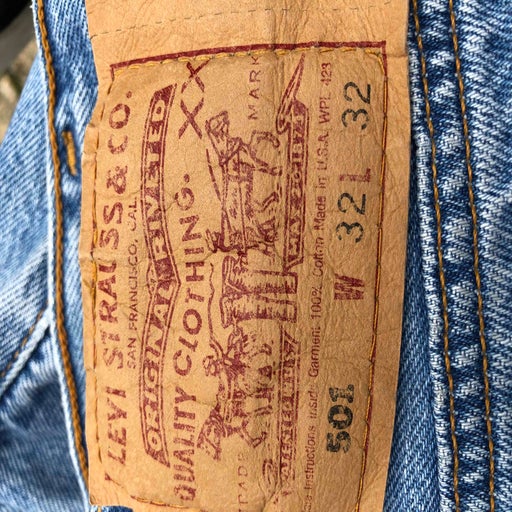 LEVI STRAUSS & CO.
SAN FRANCISCO, CAL.
ORIGINAL RIVETED
QUALITY CLOTHING.
XX
TRADE MARK
Instructions Inside. Garment 100% Cotton Made in U.S.A. WPL 423
501 W 32 L 32